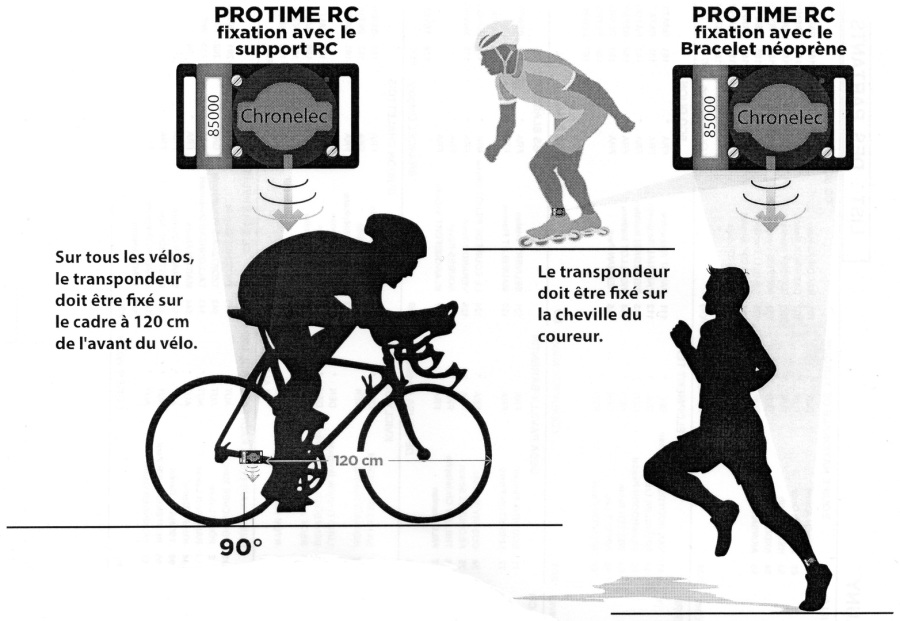 PROTIME RC
fixation avec le
support RC
85000
Chronelec
PROTIME RC
fixation avec le
Bracelet néoprène
85000
Chronelec
Sur tous les vélos,
le transpondeur
doit être fixé sur
le cadre à 120 cm
de l'avant du vélo.
Le transpondeur
doit être fixé sur
la cheville du
coureur.
120 cm
90°